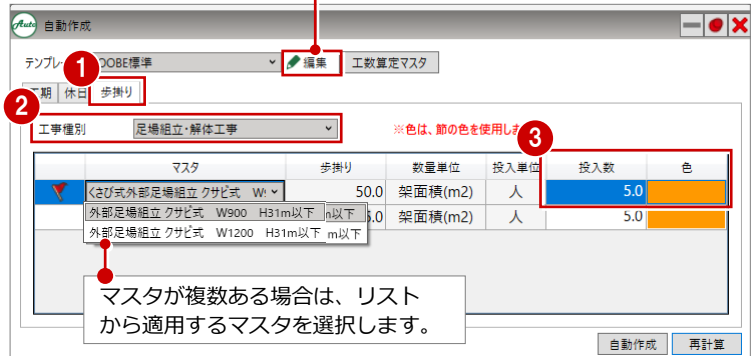 Auto 自動作成
テンプレ OOBE標準 編集 工数算定マスタ
1
期 休日 歩掛り
2
工事種別 足場組立・解体工事 ※色は、節の色を使用しま
3
マスタ 歩掛り 数量単位 投入単位 投入数 色
くさび式外部足場組立 クサビ式 W 50.0 架面積(m2) 人 5.0
外部足場組立 クサビ式 W900 H31m以下 m以下 5.0 架面積(m2) 人 5.0
外部足場組立 クサビ式 W1200 H31m以下 m以下
マスタが複数ある場合は、リスト
から適用するマスタを選択します。
自動作成 再計算